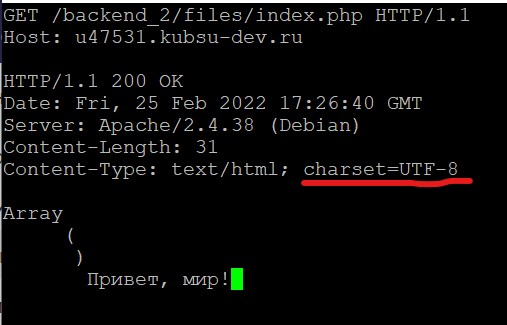 GET /backend_2/files/index.php HTTP/1.1
Host: u47531.kubsu-dev.ru
HTTP/1.1 200 OK
Date: Fri, 25 Feb 2022 17:26:40 GMT
Server: Apache/2.4.38 (Debian)
Content-Length: 31
Content-Type: text/html; charset=UTF-8
Array
(
)
Привет, мир!